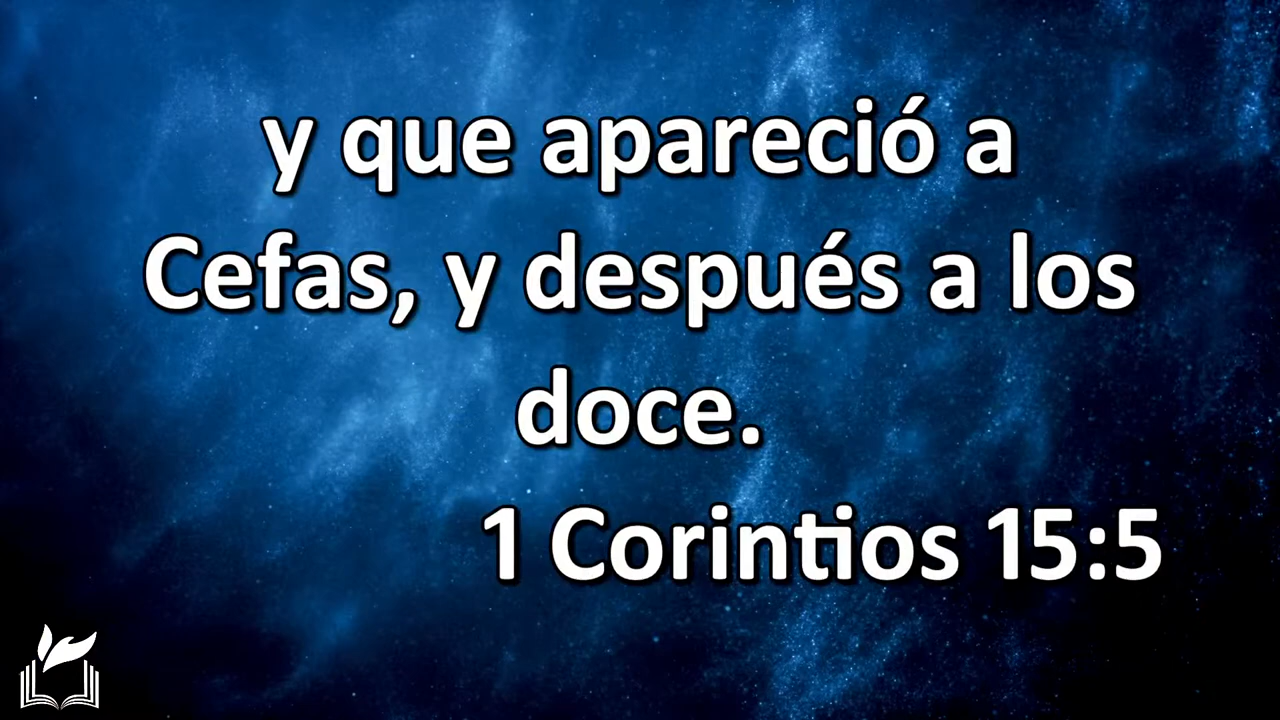 y que apareció a
Cefas, y después a los
doce.
1 Corintios 15:5